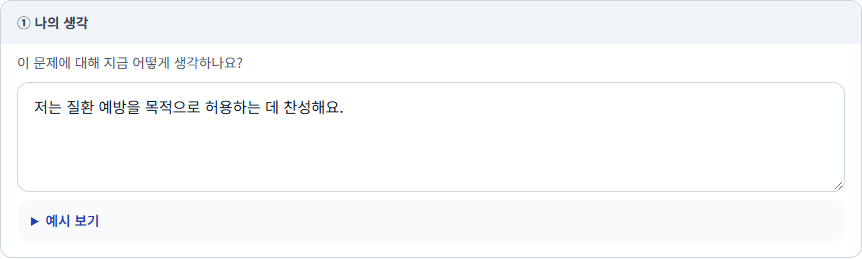 ① 나의 생각
이 문제에 대해 지금 어떻게 생각하나요?
저는 질환 예방을 목적으로 허용하는 데 찬성해요.
▶ 예시 보기